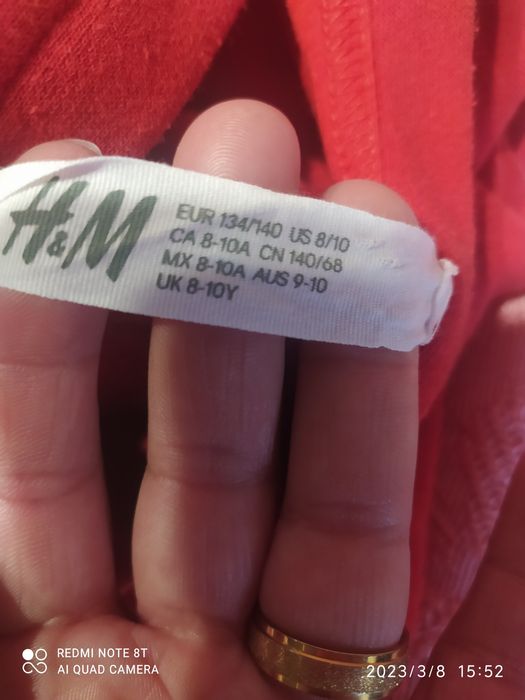 H&M
EUR 134/140 US 8/10
CA 8-10A CN 140/68
MX 8-10A AUS 9-10
UK 8-10Y
REDMI NOTE 8T
AI QUAD CAMERA
2023/3/8 15:52